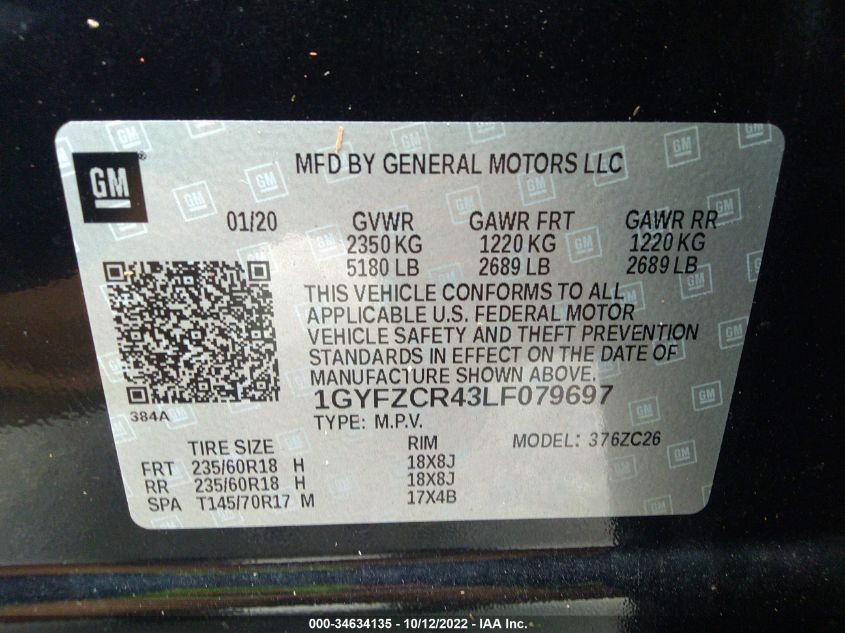 GM
MFD BY GENERAL MOTORS LLC
01/20 GVWR GAWR FRT GAWR RR
2350 KG 1220 KG 1220 KG
5180 LB 2689 LB 2689 LB
THIS VEHICLE CONFORMS TO ALL
APPLICABLE U.S. FEDERAL MOTOR
VEHICLE SAFETY AND THEFT PREVENTION
STANDARDS IN EFFECT ON THE DATE OF
MANUFACTURE SHOWN ABOVE.
384A
1GYFZCR43LF079697
TYPE: M.P.V.
MODEL: 376ZC26
TIRE SIZE RIM
FRT 235/60R18 H 18X8J
RR 235/60R18 H 18X8J
SPA T145/70R17 M 17X4B
000-34634135 - 10/12/2022 - IAA Inc.